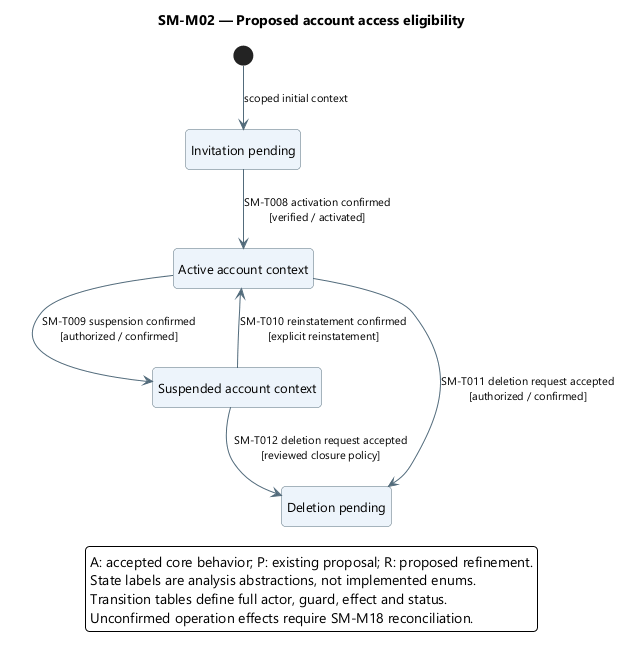 SM-M02 — Proposed account access eligibility
scoped initial context
Invitation pending
SM-T008 activation confirmed
[verified / activated]
Active account context
SM-T009 suspension confirmed
[authorized / confirmed]
SM-T010 reinstatement confirmed
[explicit reinstatement]
SM-T011 deletion request accepted
[authorized / confirmed]
Suspended account context
SM-T012 deletion request accepted
[reviewed closure policy]
Deletion pending
A: accepted core behavior; P: existing proposal; R: proposed refinement.
State labels are analysis abstractions, not implemented enums.
Transition tables define full actor, guard, effect and status.
Unconfirmed operation effects require SM-M18 reconciliation.